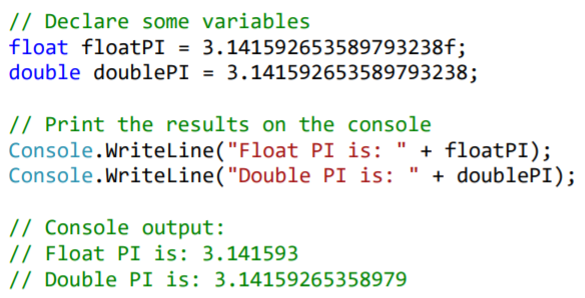 // Declare some variables
float floatPI = 3.141592653589793238f;
double doublePI = 3.141592653589793238;
// Print the results on the console
Console.WriteLine("Float PI is: " + floatPI);
Console.WriteLine("Double PI is: " + doublePI);
// Console output:
// Float PI is: 3.141593
// Double PI is: 3.14159265358979